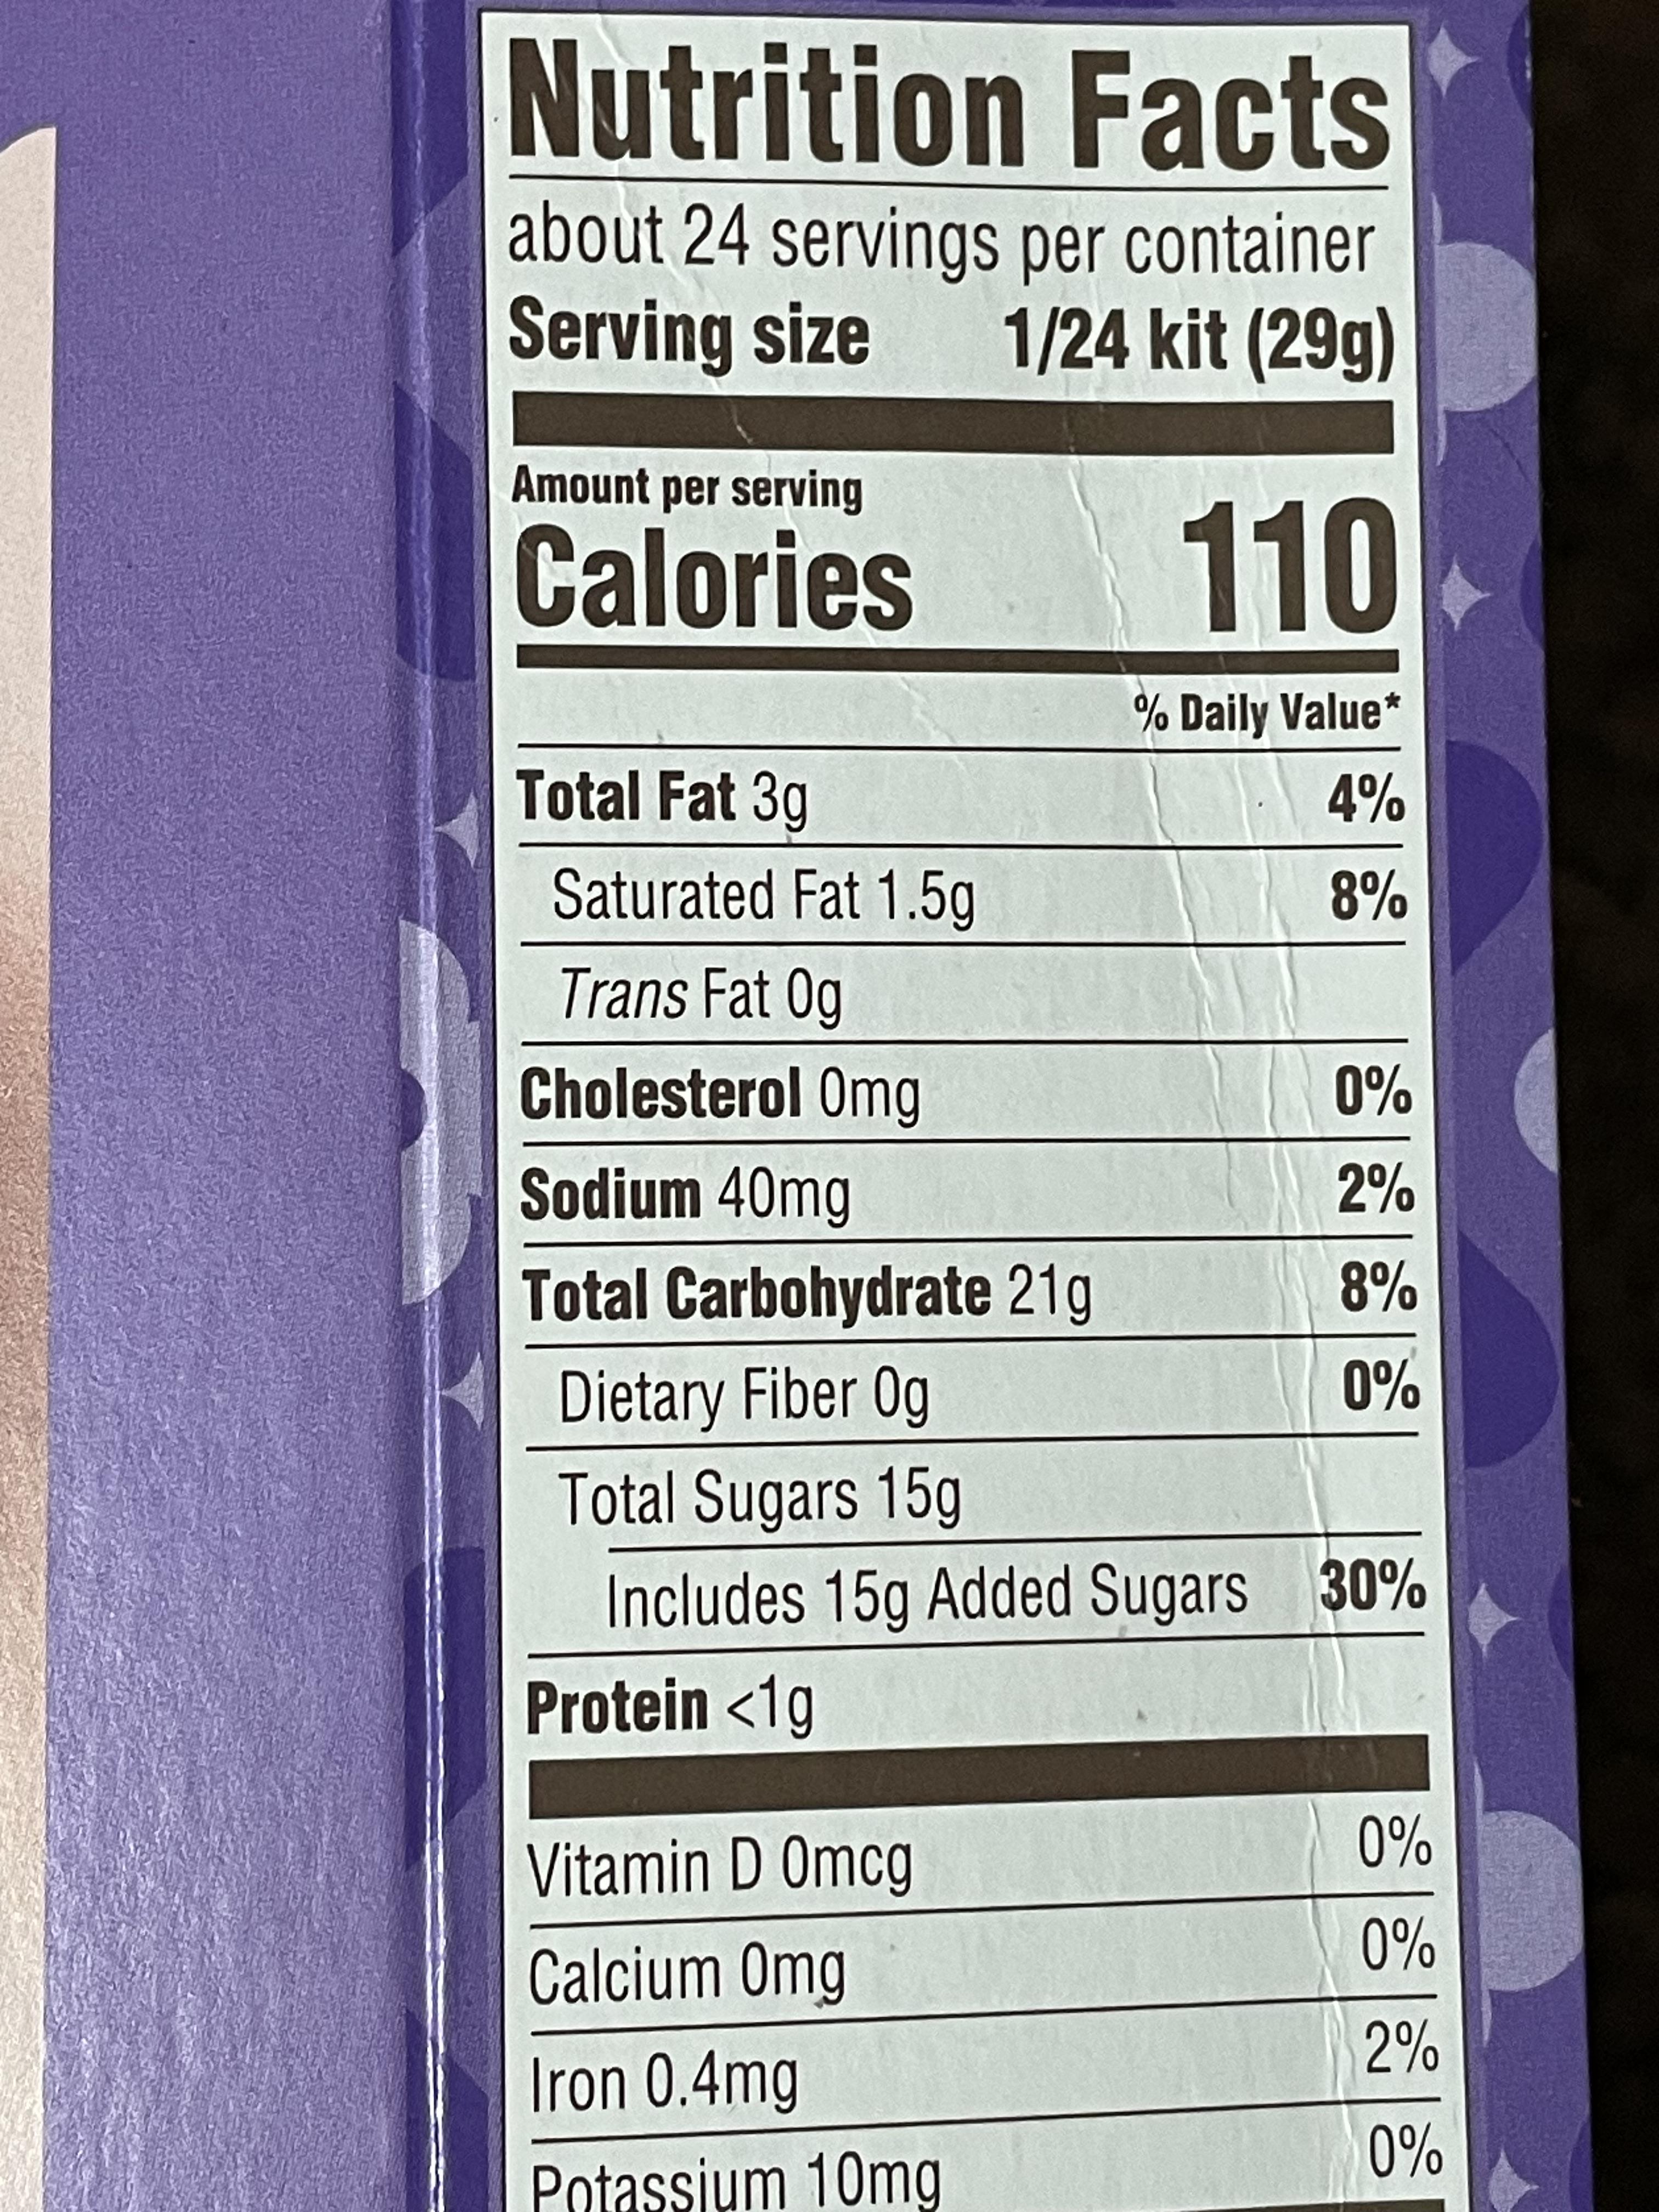 Nutrition Facts
about 24 servings per container
Serving size 1/24 kit (29g)
Amount per serving
Calories 110
% Daily Value*
Total Fat 3g 4%
Saturated Fat 1.5g 8%
Trans Fat 0g
Cholesterol 0mg 0%
Sodium 40mg 2%
Total Carbohydrate 21g 8%
Dietary Fiber 0g 0%
Total Sugars 15g
Includes 15g Added Sugars 30%
Protein <1g
Vitamin D 0mcg 0%
Calcium 0mg 0%
Iron 0.4mg 2%
Potassium 10mg 0%